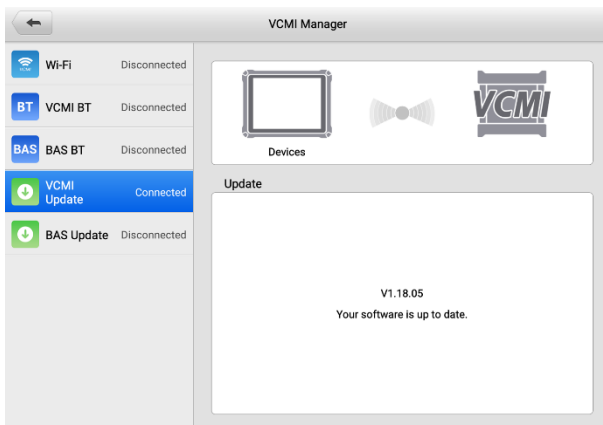 VCMI Manager
Wi-Fi Disconnected
BT VCMI BT Disconnected
BAS BAS BT Disconnected
VCMI
Update Connected
BAS Update Disconnected
Devices
VCMI
Update
V1.18.05
Your software is up to date.